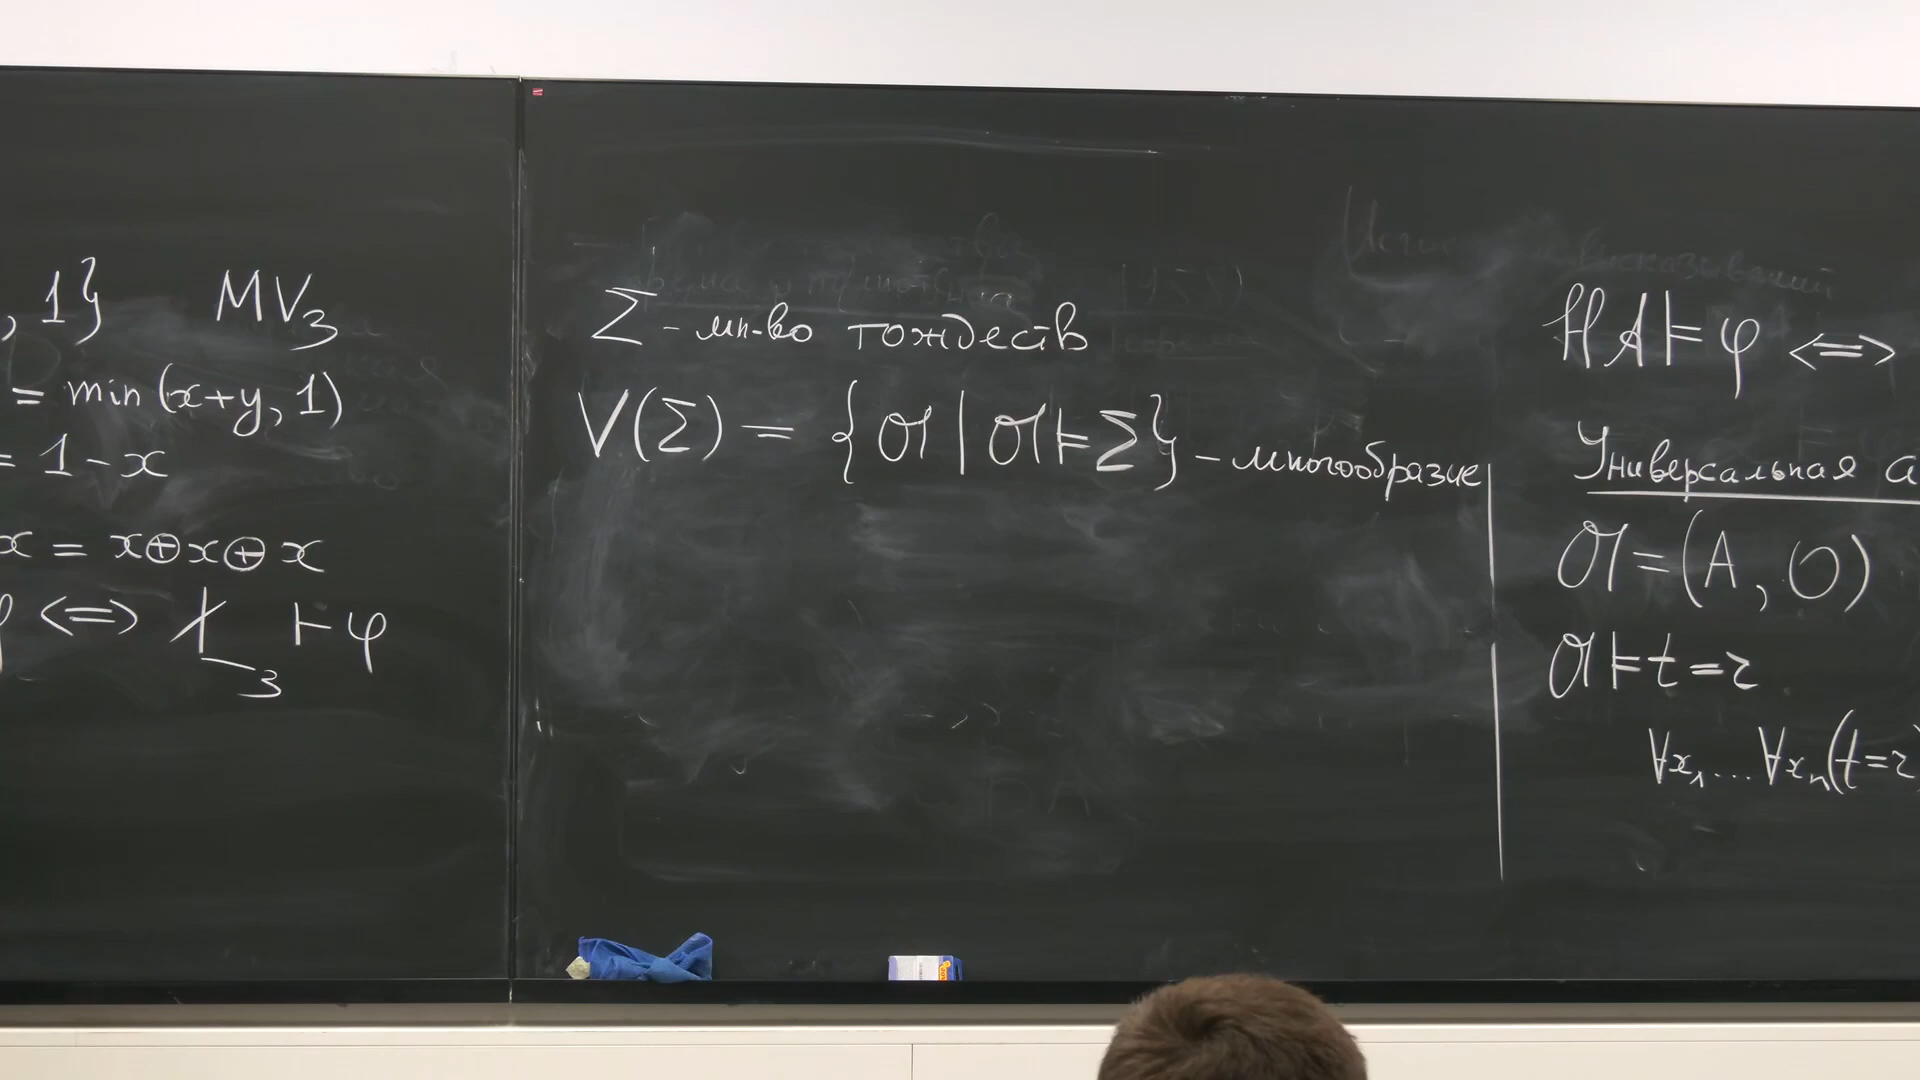 , 1} MV₃
= min(x+y, 1)
= 1-x
x = x⊕x⊕x
φ <=> Ł₃ ⊢ φ
Σ - мн-во тождеств
V(Σ) = {𝔄 | 𝔄 ⊨ Σ} - многообразие
HA ⊨ φ <=>
Универсальная а
𝔄 = (A, O)
𝔄 ⊨ t = r
∀x₁...∀xₙ(t=r)